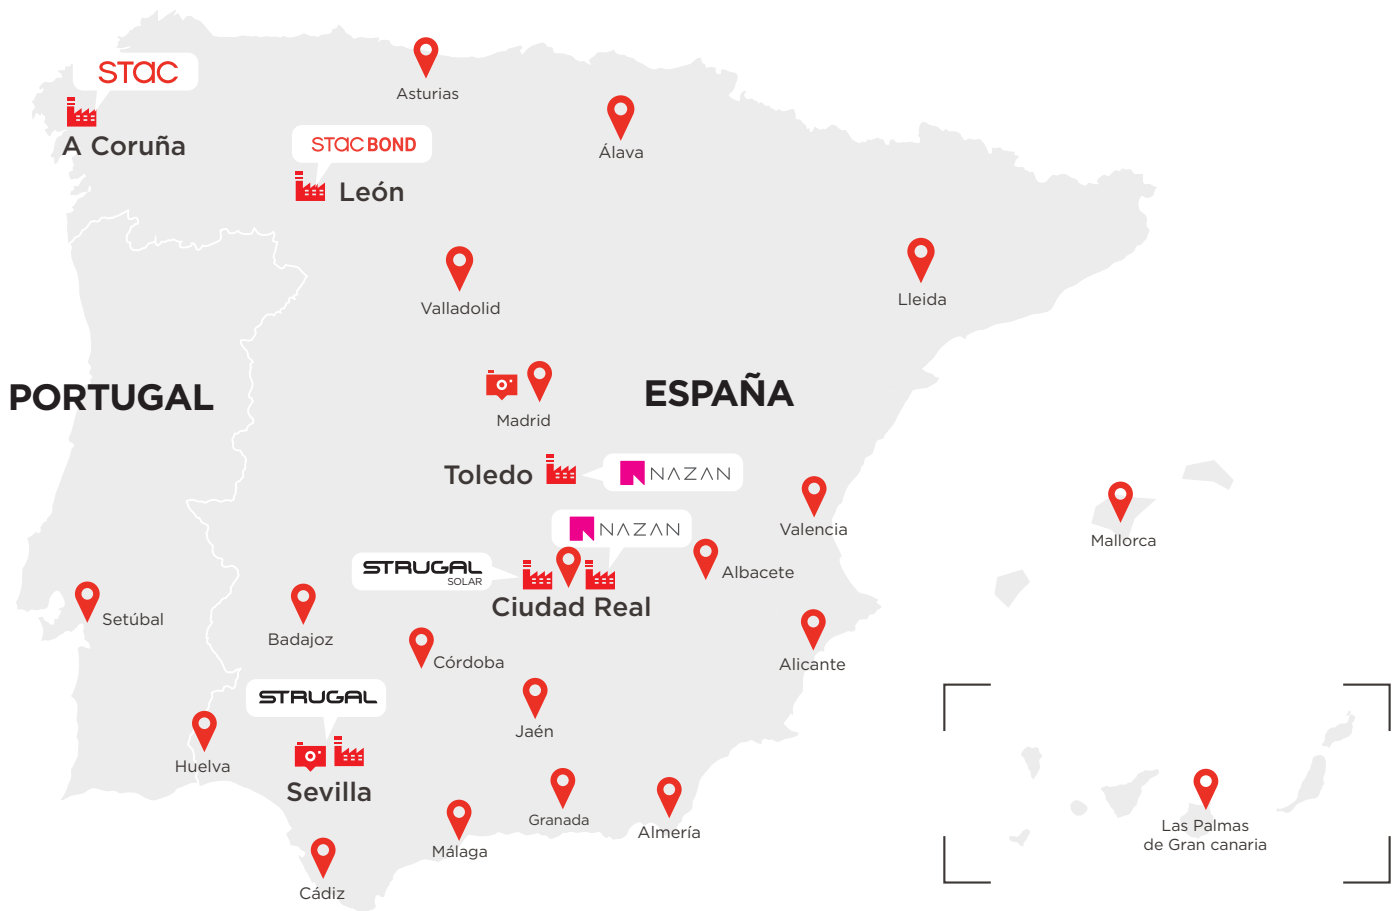 STAC
Asturias
A Coruña
Álava
STAC BOND
León
Valladolid
Lleida
PORTUGAL
ESPAÑA
Madrid
Toledo
NAZAN
NAZAN
Valencia
Mallorca
STRUGAL
SOLAR
Albacete
Ciudad Real
Setúbal
Badajoz
Córdoba
Alicante
STRUGAL
Jaén
Huelva
Sevilla
Granada
Almería
Málaga
Cádiz
Las Palmas
de Gran canaria